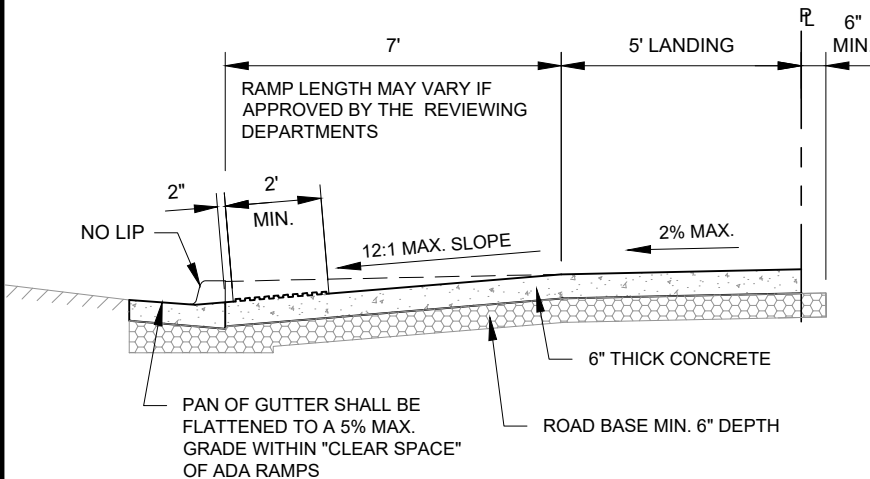 7'
5' LANDING
PL
6"
MIN.
RAMP LENGTH MAY VARY IF
APPROVED BY THE REVIEWING
DEPARTMENTS
2"
2'
MIN.
NO LIP
12:1 MAX. SLOPE
2% MAX.
6" THICK CONCRETE
PAN OF GUTTER SHALL BE
FLATTENED TO A 5% MAX.
GRADE WITHIN "CLEAR SPACE"
OF ADA RAMPS
ROAD BASE MIN. 6" DEPTH